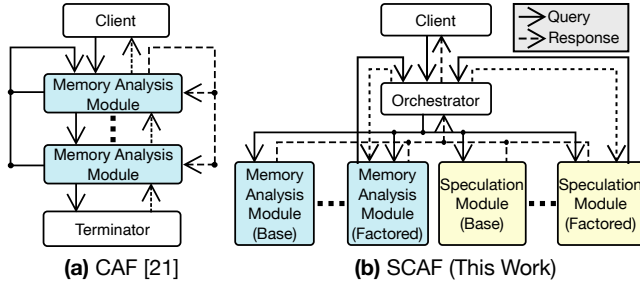 Client
Memory Analysis
Module
Memory Analysis
Module
Terminator
(a) CAF [21]
Client
Query
Response
Orchestrator
Memory
Analysis
Module
(Base)
Memory
Analysis
Module
(Factored)
Speculation
Module
(Base)
Speculation
Module
(Factored)
(b) SCAF (This Work)